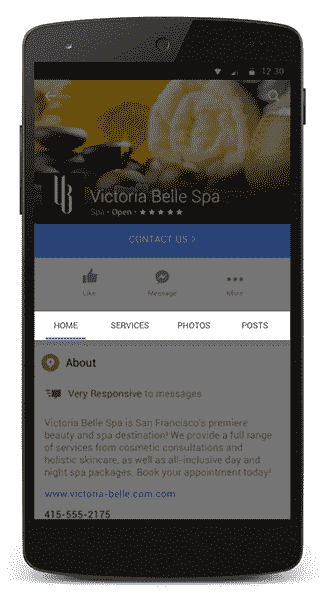 12:30
VB
Victoria Belle Spa
Spa • Open • ★★★★★
CONTACT US >
Like
Message
More
HOME
SERVICES
PHOTOS
POSTS
About
Very Responsive to messages
Victoria Belle Spa is San Francisco's premiere
beauty and spa destination! We provide a full range
of services from cosmetic consultations and
holistic skincare, as well as all-inclusive day and
night spa packages. Book your appointment today!
www.victoria-belle.com.com
415-555-2175